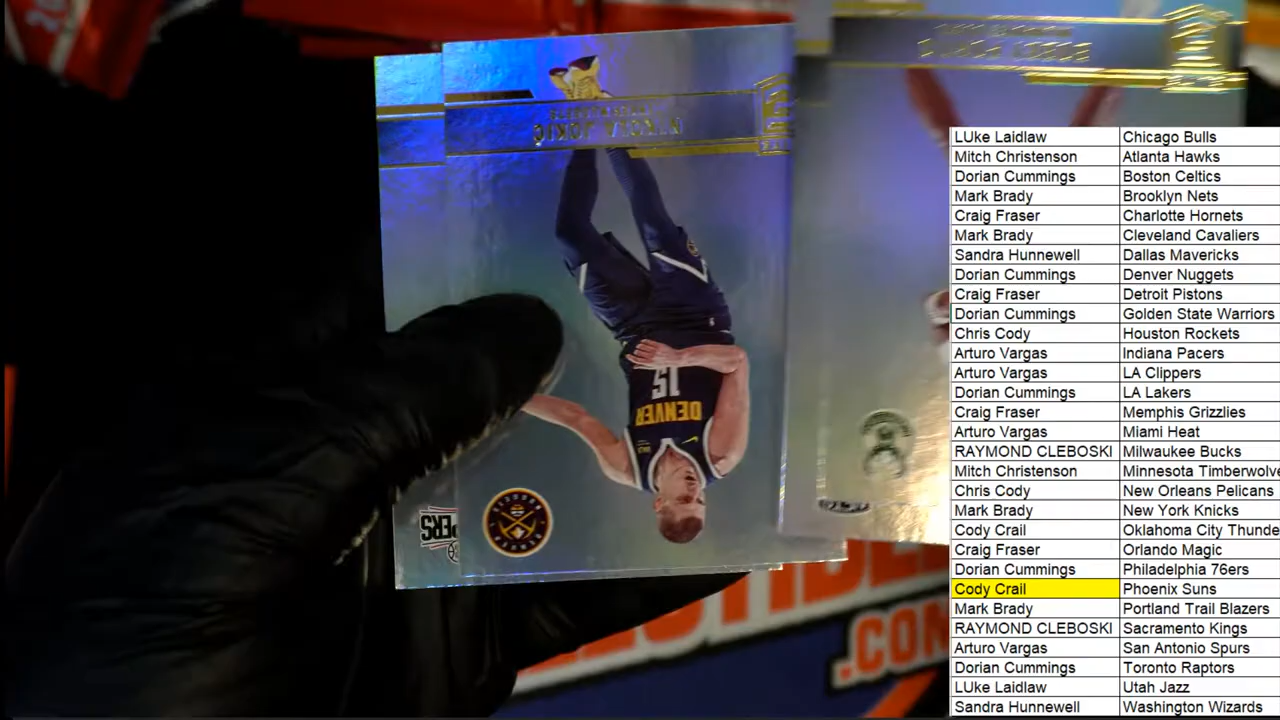 NIKOLA JOKIĆ
DENVER
15
.COM
LUke Laidlaw Chicago Bulls
Mitch Christenson Atlanta Hawks
Dorian Cummings Boston Celtics
Mark Brady Brooklyn Nets
Craig Fraser Charlotte Hornets
Mark Brady Cleveland Cavaliers
Sandra Hunnewell Dallas Mavericks
Dorian Cummings Denver Nuggets
Craig Fraser Detroit Pistons
Dorian Cummings Golden State Warriors
Chris Cody Houston Rockets
Arturo Vargas Indiana Pacers
Arturo Vargas LA Clippers
Dorian Cummings LA Lakers
Craig Fraser Memphis Grizzlies
Arturo Vargas Miami Heat
RAYMOND CLEBOSKI Milwaukee Bucks
Mitch Christenson Minnesota Timberwolve
Chris Cody New Orleans Pelicans
Mark Brady New York Knicks
Cody Crail Oklahoma City Thunde
Craig Fraser Orlando Magic
Dorian Cummings Philadelphia 76ers
Cody Crail Phoenix Suns
Mark Brady Portland Trail Blazers
RAYMOND CLEBOSKI Sacramento Kings
Arturo Vargas San Antonio Spurs
Dorian Cummings Toronto Raptors
LUke Laidlaw Utah Jazz
Sandra Hunnewell Washington Wizards